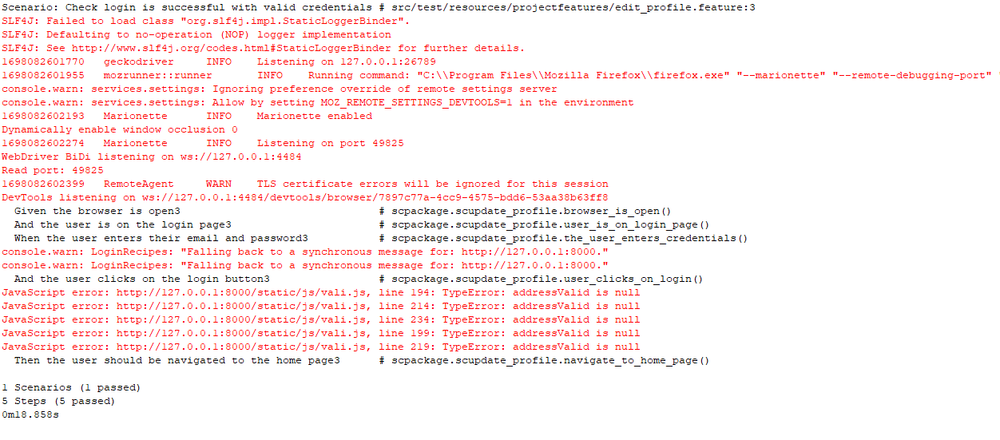 Scenario: Check login is successful with valid credentials # src/test/resources/projectfeatures/edit_profile.feature:3
SLF4J: Failed to load class "org.slf4j.impl.StaticLoggerBinder".
SLF4J: Defaulting to no-operation (NOP) logger implementation
SLF4J: See http://www.slf4j.org/codes.html#StaticLoggerBinder for further details.
1698082601770 geckodriver INFO Listening on 127.0.0.1:26789
1698082601955 mozrunner::runner INFO Running command: "C:\\Program Files\\Mozilla Firefox\\firefox.exe" "--marionette" "--remote-debugging-port" "
console.warn: services.settings: Ignoring preference override of remote settings server
console.warn: services.settings: Allow by setting MOZ_REMOTE_SETTINGS_DEVTOOLS=1 in the environment
1698082602193 Marionette INFO Marionette enabled
Dynamically enable window occlusion 0
1698082602274 Marionette INFO Listening on port 49825
WebDriver BiDi listening on ws://127.0.0.1:4484
Read port: 49825
1698082602399 RemoteAgent WARN TLS certificate errors will be ignored for this session
DevTools listening on ws://127.0.0.1:4484/devtools/browser/7897c77a-4cc9-4575-bdd6-53aa38b63ff8
Given the browser is open3 # scpackage.scupdate_profile.browser_is_open()
And the user is on the login page3 # scpackage.scupdate_profile.user_is_on_login_page()
When the user enters their email and password3 # scpackage.scupdate_profile.the_user_enters_credentials()
console.warn: LoginRecipes: "Falling back to a synchronous message for: http://127.0.0.1:8000."
console.warn: LoginRecipes: "Falling back to a synchronous message for: http://127.0.0.1:8000."
And the user clicks on the login button3 # scpackage.scupdate_profile.user_clicks_on_login()
JavaScript error: http://127.0.0.1:8000/static/js/vali.js, line 194: TypeError: addressValid is null
JavaScript error: http://127.0.0.1:8000/static/js/vali.js, line 214: TypeError: addressValid is null
JavaScript error: http://127.0.0.1:8000/static/js/vali.js, line 234: TypeError: addressValid is null
JavaScript error: http://127.0.0.1:8000/static/js/vali.js, line 199: TypeError: addressValid is null
JavaScript error: http://127.0.0.1:8000/static/js/vali.js, line 219: TypeError: addressValid is null
Then the user should be navigated to the home page3 # scpackage.scupdate_profile.navigate_to_home_page()
1 Scenarios (1 passed)
5 Steps (5 passed)
0m18.858s